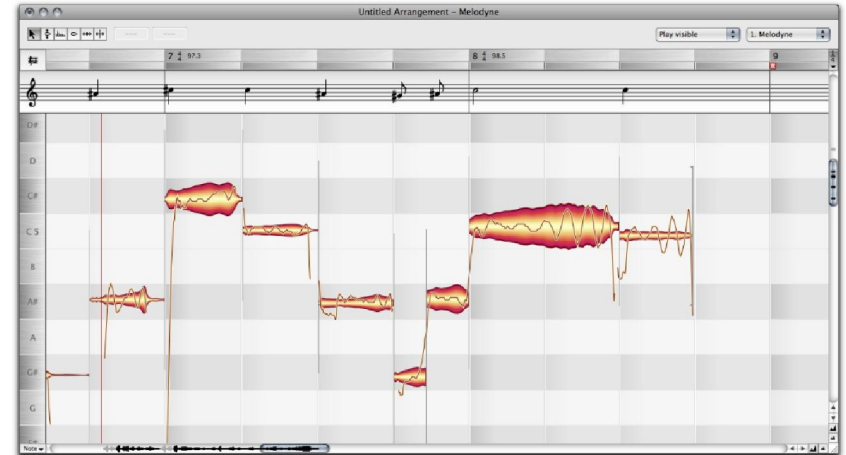 Untitled Arrangement – Melodyne
Play visible
1. Melodyne
7 4/4 97.3
8 4/4 98.5
9
D#
D
C#
C 5
B
A#
A
G#
G
Note